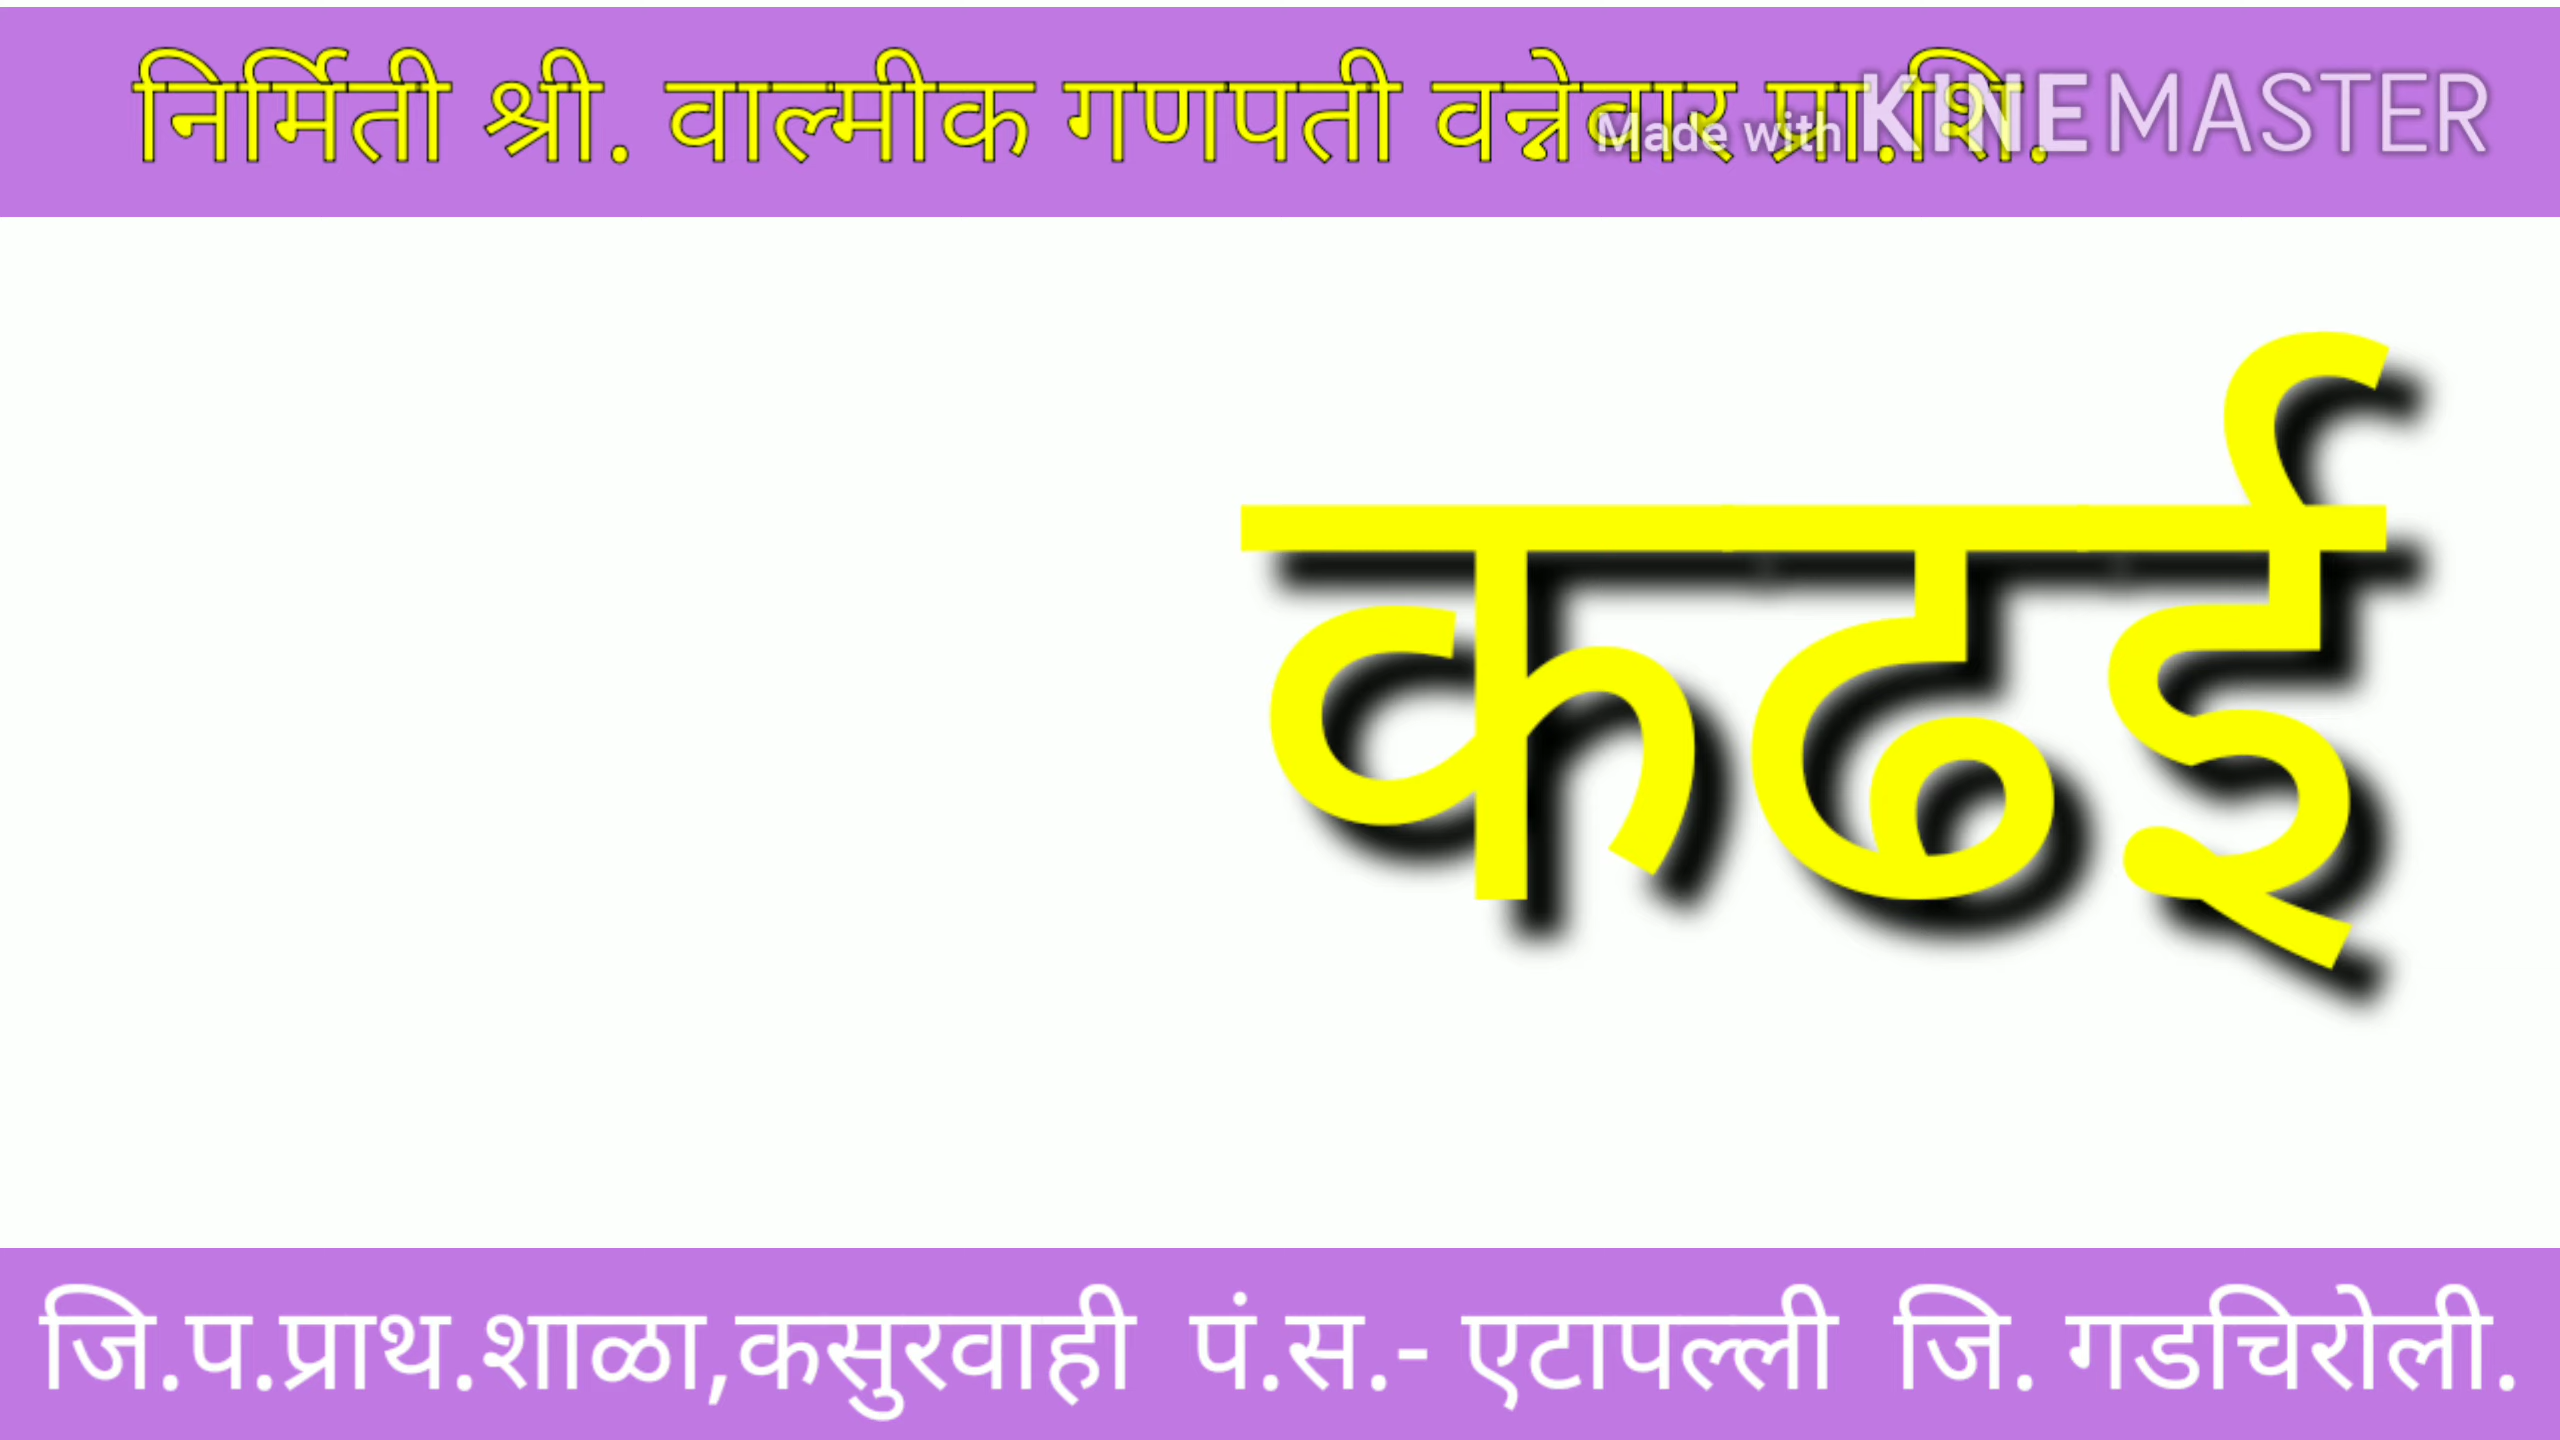 निर्मिती श्री. वाल्मीक गणपती वन्नेवार प्रा.शि.
Made with KINEMASTER
कढई
जि.प.प्राथ.शाळा,कसुरवाही पं.स.- एटापल्ली जि. गडचिरोली.